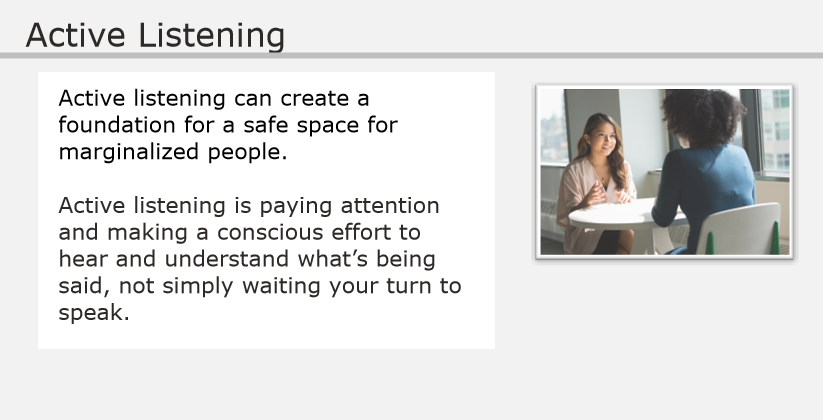 Active Listening
Active listening can create a
foundation for a safe space for
marginalized people.
Active listening is paying attention
and making a conscious effort to
hear and understand what’s being
said, not simply waiting your turn to
speak.